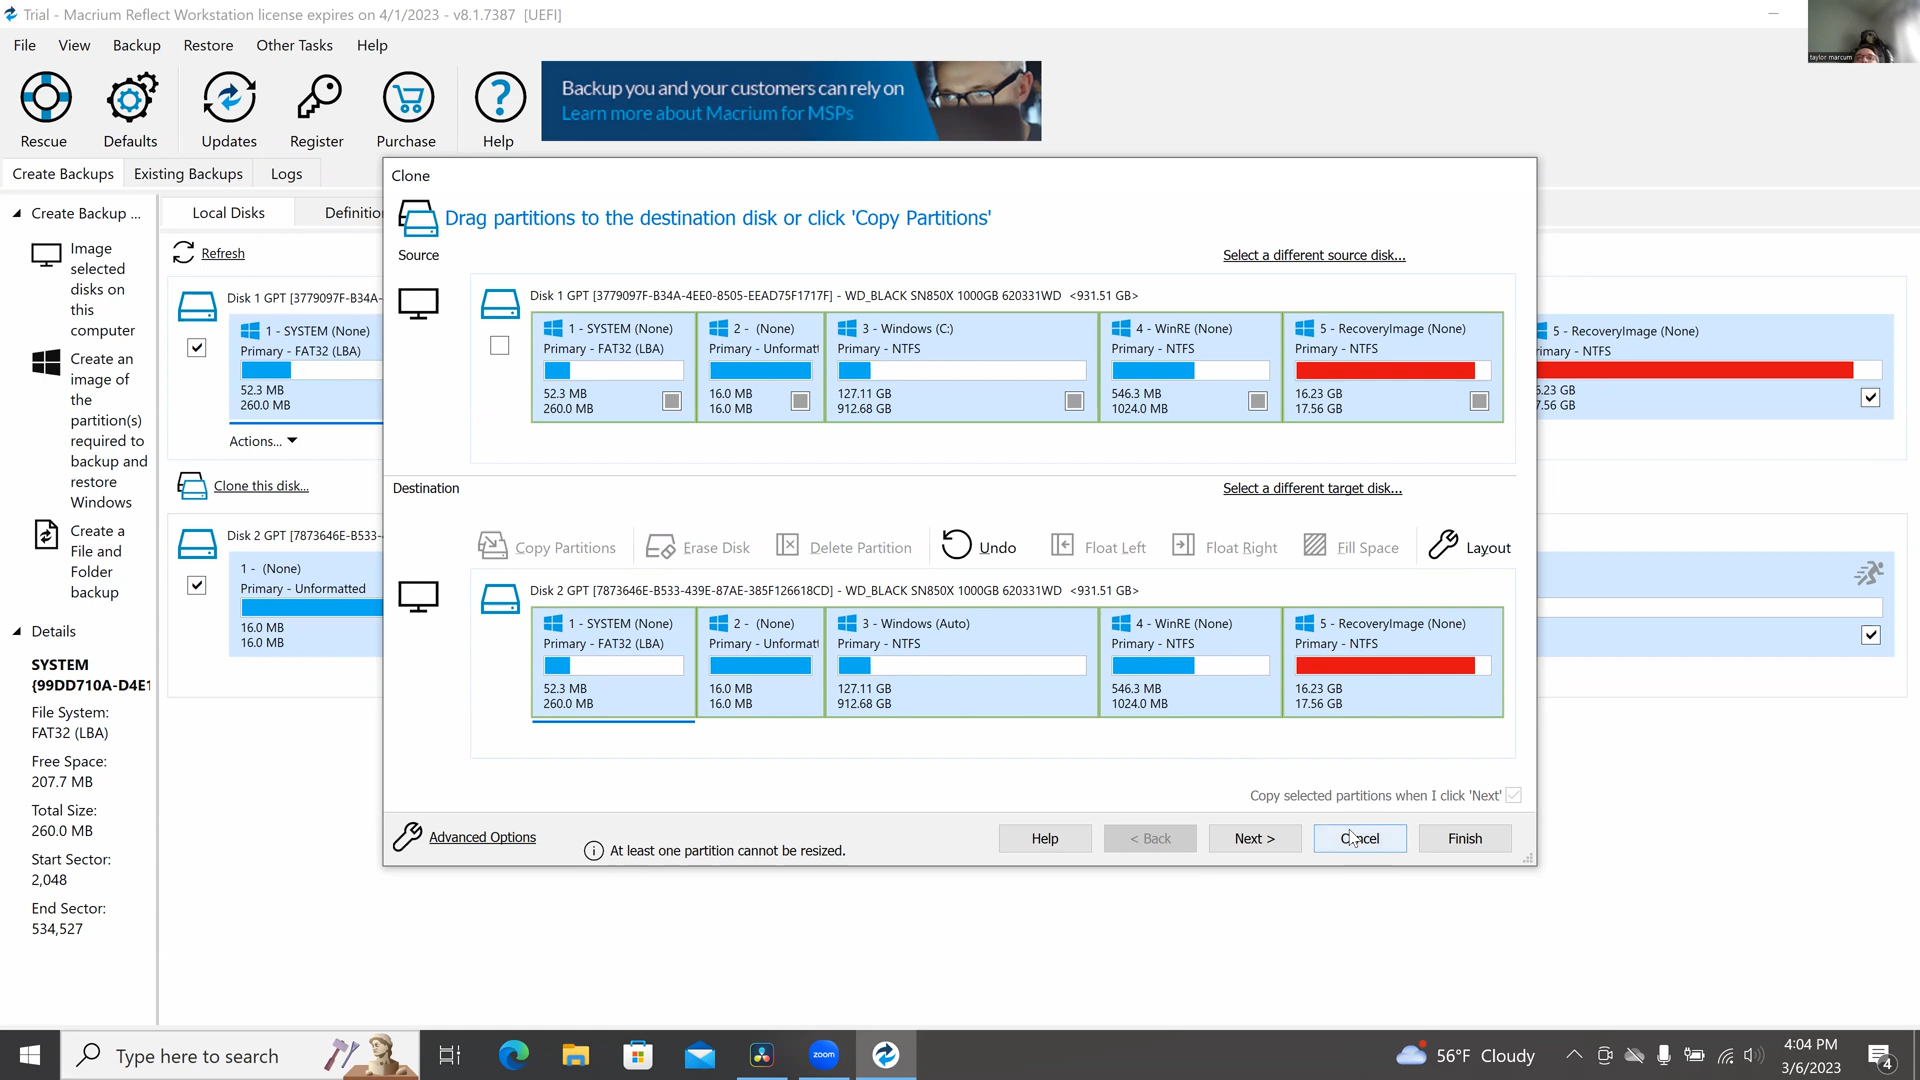 Trial - Macrium Reflect Workstation license expires on 4/1/2023 - v8.1.7387 [UEFI]
taylor marcum
File View Backup Restore Other Tasks Help
Rescue Defaults Updates Register Purchase Help
Backup you and your customers can rely on
Learn more about Macrium for MSPs
Create Backups Existing Backups Logs
Create Backup ...
Image
selected
disks on
this
computer
Create an
image of
the
partition(s)
required to
backup and
restore
Windows
Create a
File and
Folder
backup
Details
SYSTEM
{99DD710A-D4E1
File System:
FAT32 (LBA)
Free Space:
207.7 MB
Total Size:
260.0 MB
Start Sector:
2,048
End Sector:
534,527
Local Disks
Definitio
Refresh
Disk 1 GPT [3779097F-B34A-
1 - SYSTEM (None)
Primary - FAT32 (LBA)
52.3 MB
260.0 MB
Actions...
Clone this disk...
Disk 2 GPT [7873646E-B533-
1 - (None)
Primary - Unformatted
16.0 MB
16.0 MB
Clone
Drag partitions to the destination disk or click 'Copy Partitions'
Source
Select a different source disk...
Disk 1 GPT [3779097F-B34A-4EE0-8505-EEAD75F1717F] - WD_BLACK SN850X 1000GB 620331WD <931.51 GB>
1 - SYSTEM (None)
Primary - FAT32 (LBA)
52.3 MB
260.0 MB
2 - (None)
Primary - Unformatt
16.0 MB
16.0 MB
3 - Windows (C:)
Primary - NTFS
127.11 GB
912.68 GB
4 - WinRE (None)
Primary - NTFS
546.3 MB
1024.0 MB
5 - RecoveryImage (None)
Primary - NTFS
16.23 GB
17.56 GB
Destination
Select a different target disk...
Copy Partitions Erase Disk Delete Partition Undo Float Left Float Right Fill Space Layout
Disk 2 GPT [7873646E-B533-439E-87AE-385F126618CD] - WD_BLACK SN850X 1000GB 620331WD <931.51 GB>
1 - SYSTEM (None)
Primary - FAT32 (LBA)
52.3 MB
260.0 MB
2 - (None)
Primary - Unformatt
16.0 MB
16.0 MB
3 - Windows (Auto)
Primary - NTFS
127.11 GB
912.68 GB
4 - WinRE (None)
Primary - NTFS
546.3 MB
1024.0 MB
5 - RecoveryImage (None)
Primary - NTFS
16.23 GB
17.56 GB
Copy selected partitions when I click 'Next'
Advanced Options
At least one partition cannot be resized.
Help < Back Next > Cancel Finish
5 - RecoveryImage (None)
imary - NTFS
6.23 GB
7.56 GB
Type here to search
zoom
56°F Cloudy
4:04 PM
3/6/2023
4